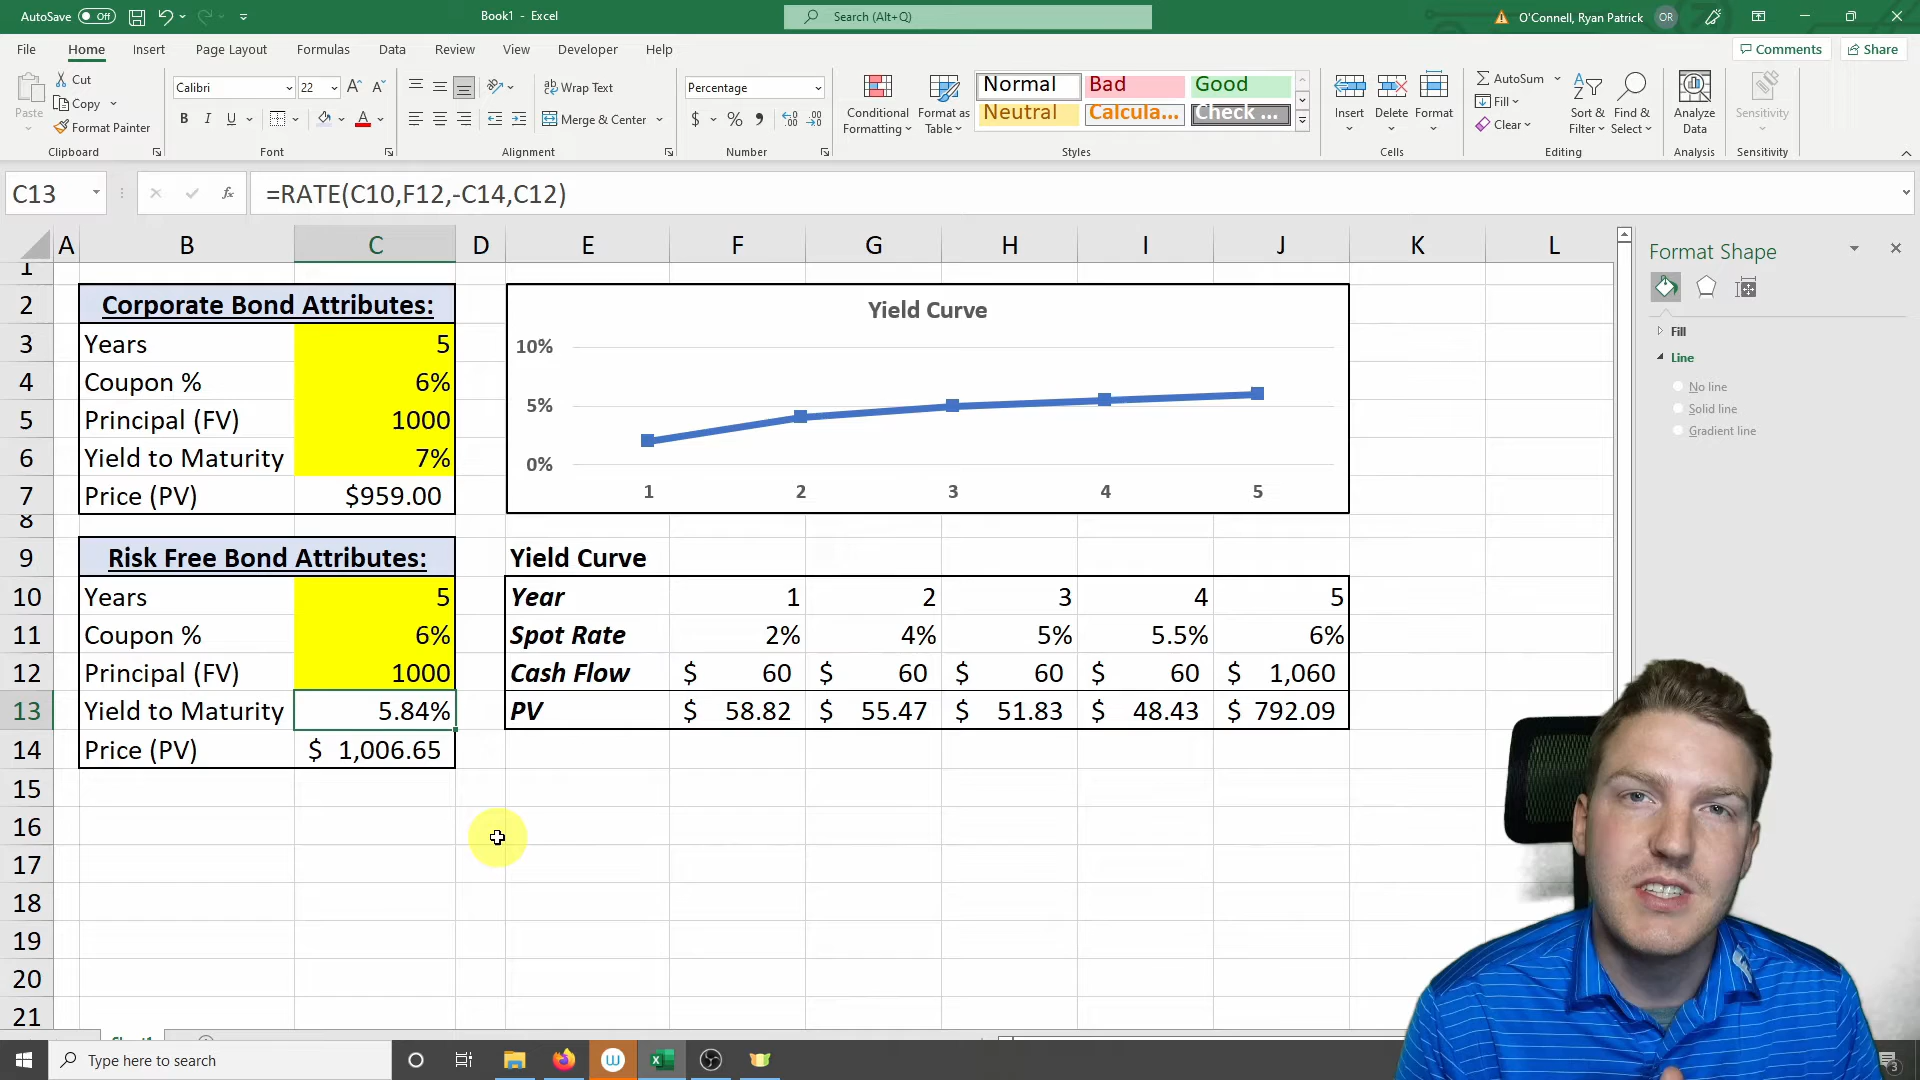 AutoSave Off
Book1 - Excel
Search (Alt+Q)
O'Connell, Ryan Patrick
OR
File Home Insert Page Layout Formulas Data Review View Developer Help
Comments Share
Paste
Cut
Copy
Format Painter
Clipboard
Calibri 22
B I U
Font
Wrap Text
Merge & Center
Alignment
Percentage
$ % 9
Number
Conditional Formatting
Format as Table
Normal Bad Good
Neutral Calcula... Check ...
Styles
Insert Delete Format
Cells
AutoSum
Fill
Clear
Sort & Filter
Find & Select
Editing
Analyze Data
Analysis
Sensitivity
Sensitivity
C13
fx
=RATE(C10,F12,-C14,C12)
A B C D E F G H I J K L
1
2 Corporate Bond Attributes:
3 Years 5
4 Coupon % 6%
5 Principal (FV) 1000
6 Yield to Maturity 7%
7 Price (PV) $959.00
8
Yield Curve
10%
5%
0%
1 2 3 4 5
9 Risk Free Bond Attributes: Yield Curve
10 Years 5 Year 1 2 3 4 5
11 Coupon % 6% Spot Rate 2% 4% 5% 5.5% 6%
12 Principal (FV) 1000 Cash Flow $ 60 $ 60 $ 60 $ 60 $ 1,060
13 Yield to Maturity 5.84% PV $ 58.82 $ 55.47 $ 51.83 $ 48.43 $ 792.09
14 Price (PV) $ 1,006.65
15
16
17
18
19
20
21
Format Shape
Fill
Line
No line
Solid line
Gradient line
Sheet1
Type here to search
3